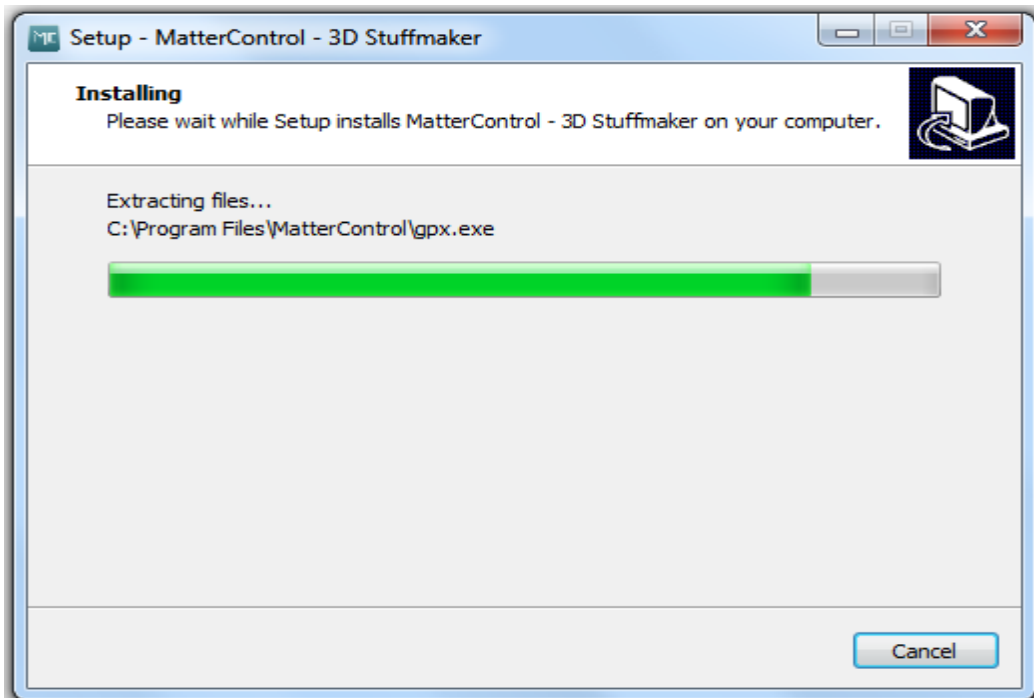 MC Setup - MatterControl - 3D Stuffmaker
Installing
Please wait while Setup installs MatterControl - 3D Stuffmaker on your computer.
Extracting files...
C:\Program Files\MatterControl\gpx.exe
Cancel